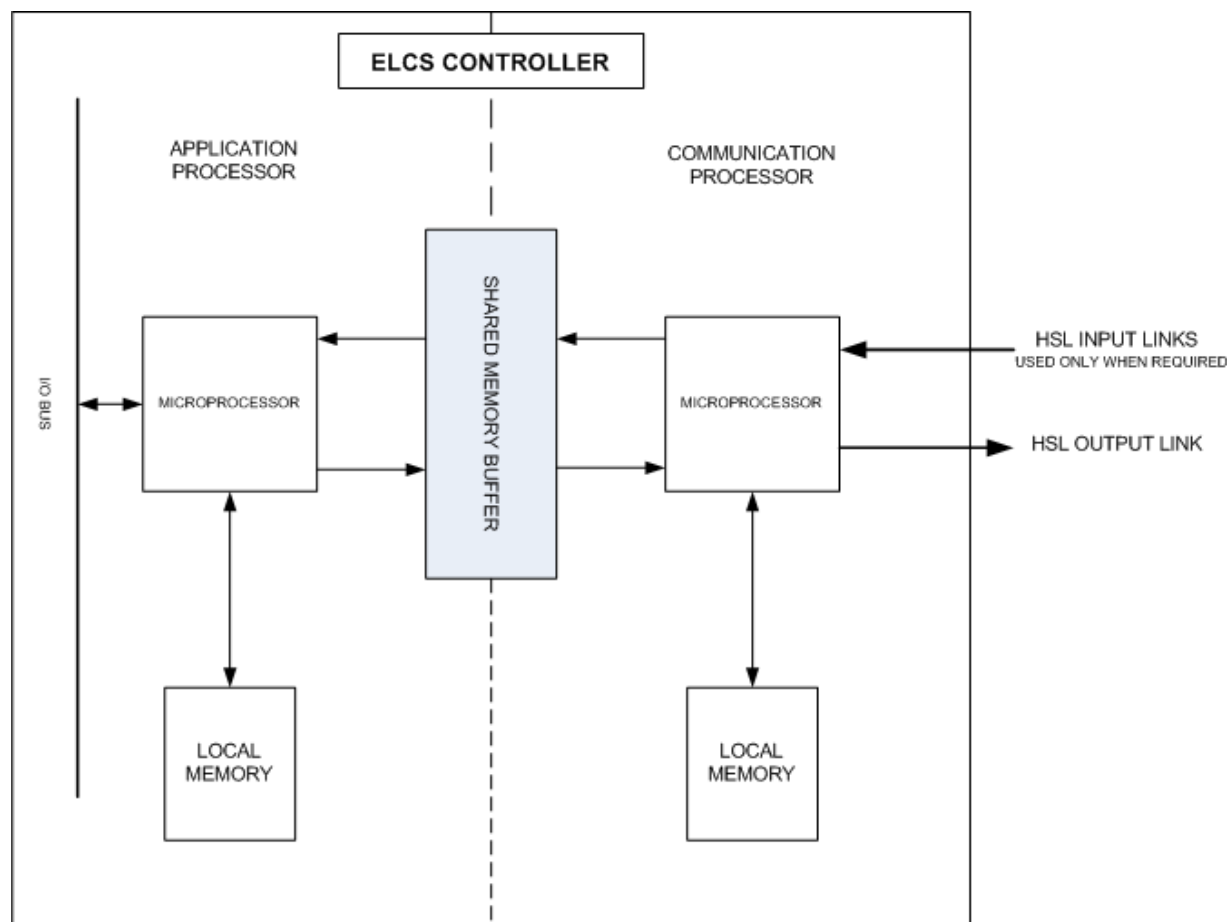 ELCS CONTROLLER
APPLICATION
PROCESSOR
COMMUNICATION
PROCESSOR
SHARED MEMORY BUFFER
I/O BUS
MICROPROCESSOR
MICROPROCESSOR
HSL INPUT LINKS
USED ONLY WHEN REQUIRED
HSL OUTPUT LINK
LOCAL
MEMORY
LOCAL
MEMORY